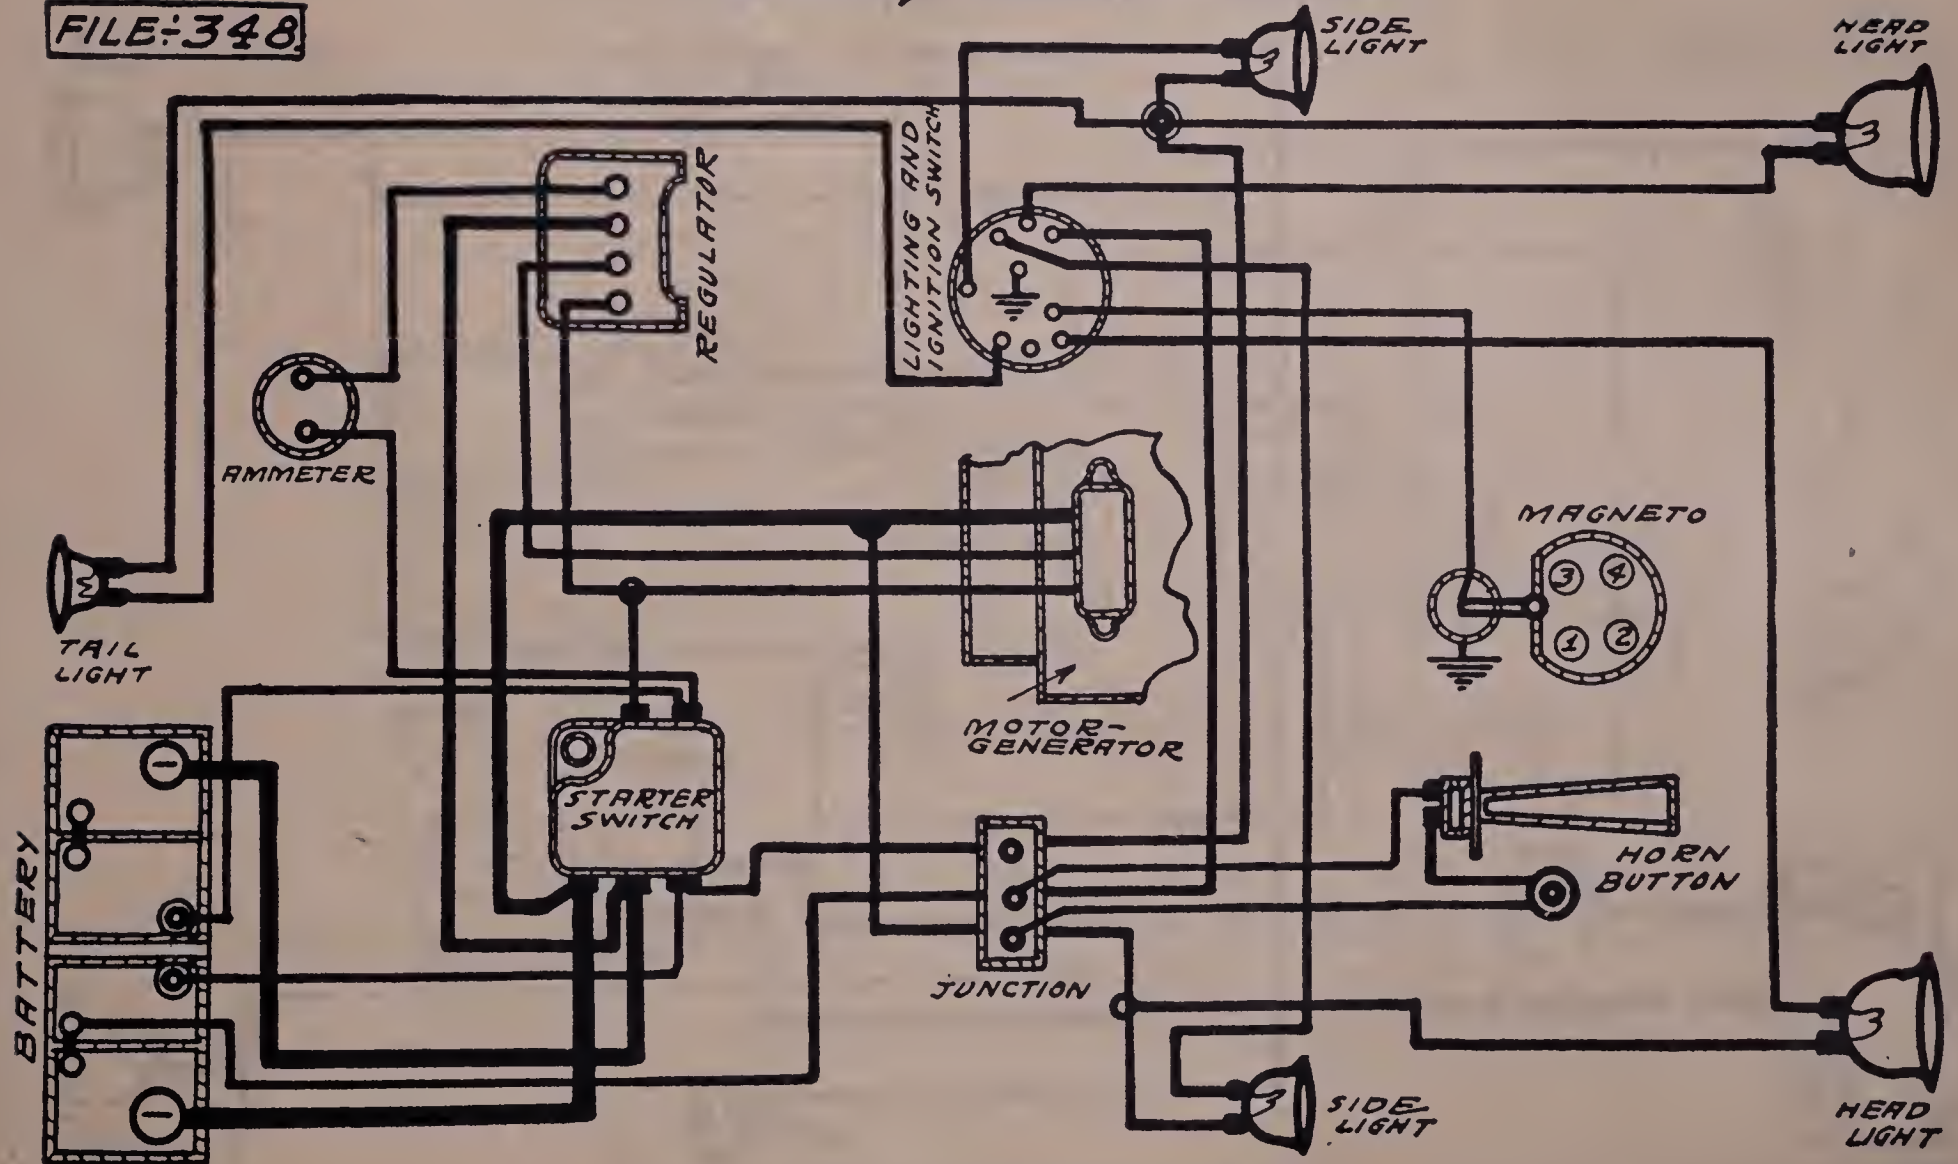 FILE÷348
SIDE
LIGHT
HEAD
LIGHT
LIGHTING AND
IGNITION SWITCH
REGULATOR
AMMETER
MAGNETO
3
4
1
2
TAIL
LIGHT
MOTOR-
GENERATOR
STARTER
SWITCH
HORN
BUTTON
BATTERY
JUNCTION
SIDE
LIGHT
HEAD
LIGHT